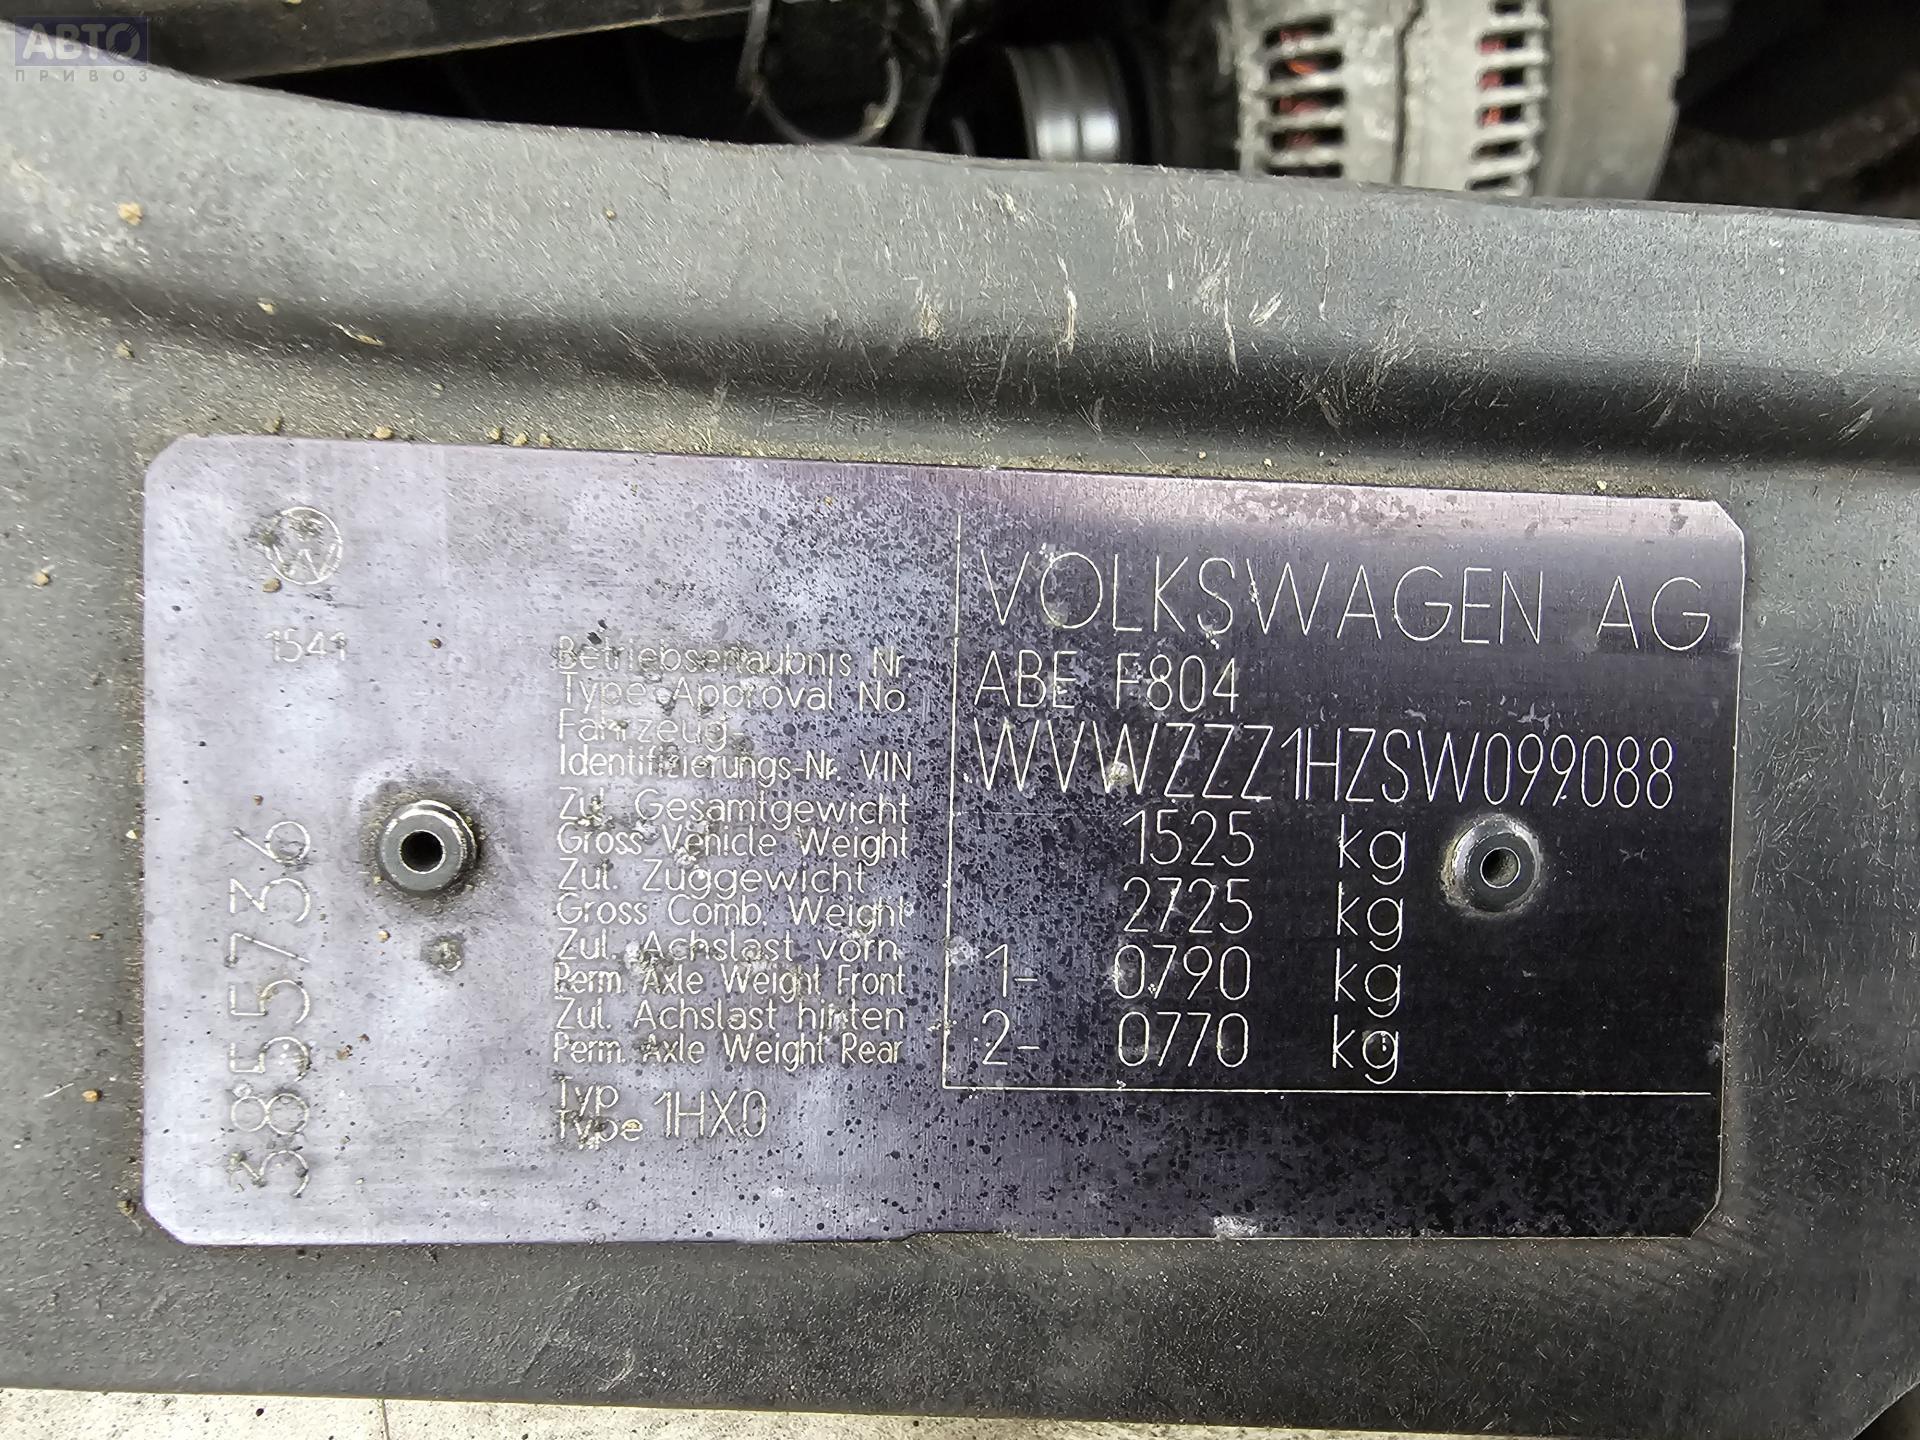 АВТО
ПРИВОЗ
1541
3855736
Betriebserlaubnis Nr.
Type Approval No.
Fahrzeug-
Identifizierungs-Nr. VIN
Zul. Gesamtgewicht
Gross Vehicle Weight
Zul. Zuggewicht
Gross Comb. Weight
Zul. Achslast vorn
Perm. Axle Weight Front
Zul. Achslast hinten
Perm. Axle Weight Rear
Typ
Type 1HX0
VOLKSWAGEN AG
ABE F804
WVWZZZ1HZSW099088
1525 kg
2725 kg
1- 0790 kg
2- 0770 kg